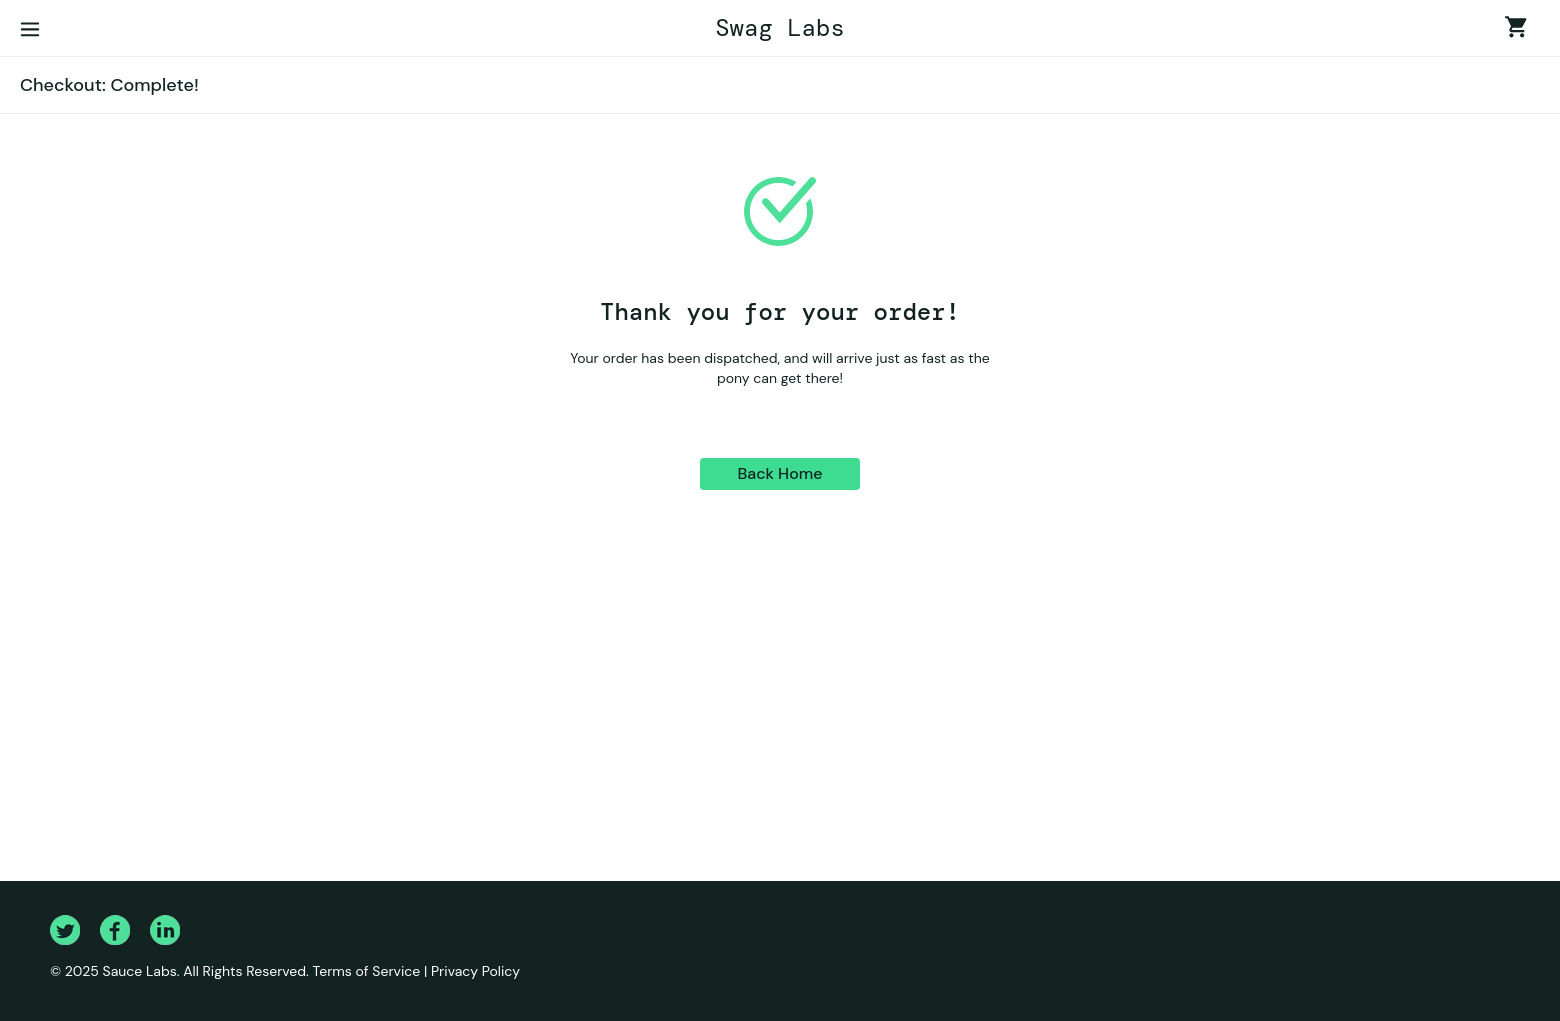 Swag Labs
Checkout: Complete!
Thank you for your order!
Your order has been dispatched, and will arrive just as fast as the
pony can get there!
Back Home
© 2025 Sauce Labs. All Rights Reserved. Terms of Service | Privacy Policy